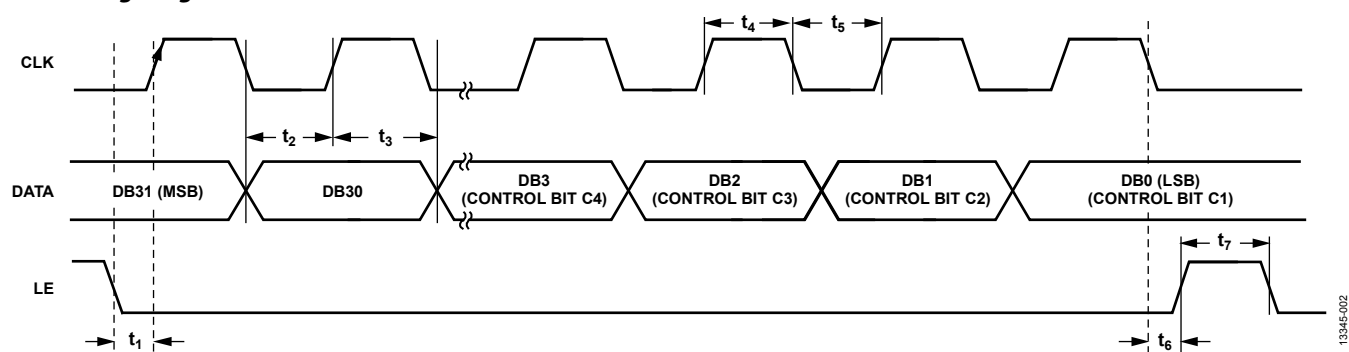 t4
t5
CLK
t2
t3
DATA
DB31 (MSB)
DB30
DB3
(CONTROL BIT C4)
DB2
(CONTROL BIT C3)
DB1
(CONTROL BIT C2)
DB0 (LSB)
(CONTROL BIT C1)
t7
LE
t1
t6
13345-002